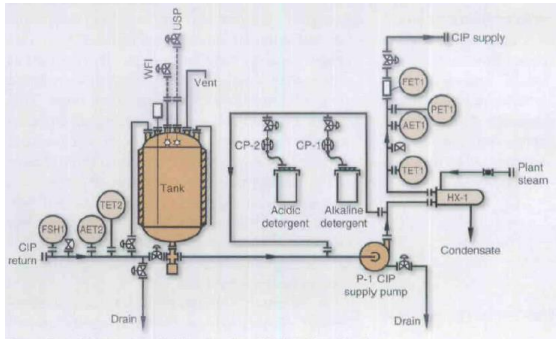 USP
WFI
Vent
CIP supply
FET1
PET1
AET1
TET1
CP-2
CP-1
Tank
Acidic
detergent
Alkaline
detergent
HX-1
Plant
steam
Condensate
TET2
AET2
FSH1
CIP
return
P-1 CIP
supply pump
Drain
Drain